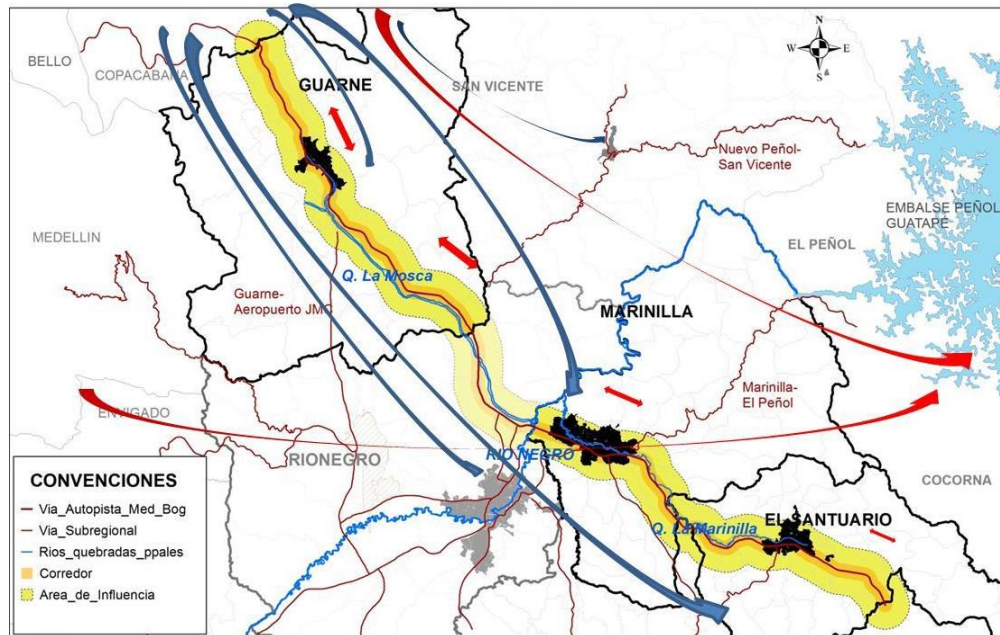 N
W E
S
BELLO
COPACABANA
GUARNE
SAN VICENTE
Nuevo Peñol-
San Vicente
EMBALSE PEÑOL
GUATAPE
MEDELLIN
EL PEÑOL
Q. La Mosca
Guarne-
Aeropuerto JMC
MARINILLA
Marinilla-
El Peñol
ENVIGADO
RIONEGRO
RIO NEGRO
COCORNA
Q. La Marinilla
EL SANTUARIO
CONVENCIONES
Via_Autopista_Med_Bog
Via_Subregional
Rios_quebradas_ppales
Corredor
Area_de_Influencia